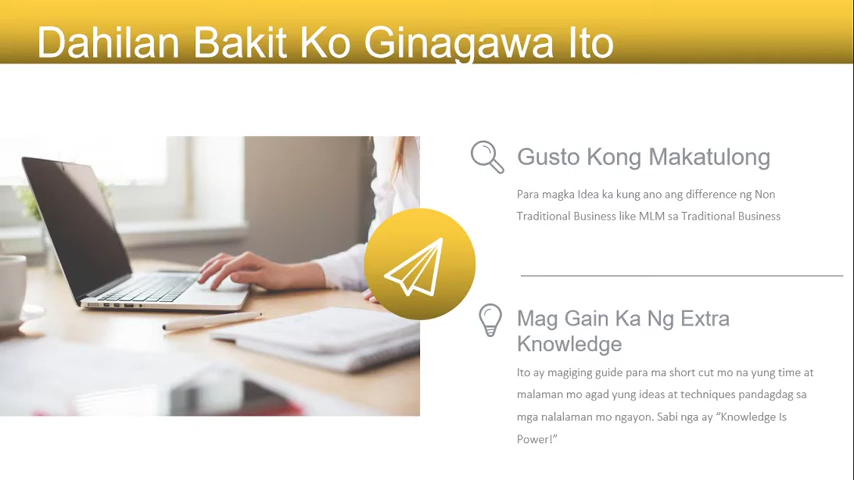 Dahilan Bakit Ko Ginagawa Ito
Gusto Kong Makatulong
Para magka Idea ka kung ano ang difference ng Non
Traditional Business like MLM sa Traditional Business
Mag Gain Ka Ng Extra
Knowledge
Ito ay magiging guide para ma short cut mo na yung time at
malaman mo agad yung ideas at techniques pandagdag sa
mga nalalaman mo ngayon. Sabi nga ay “Knowledge Is
Power!”